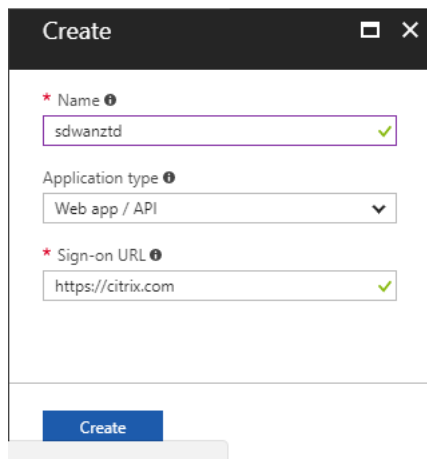 Create
* Name
sdwanztd
Application type
Web app / API
* Sign-on URL
https://citrix.com
Create